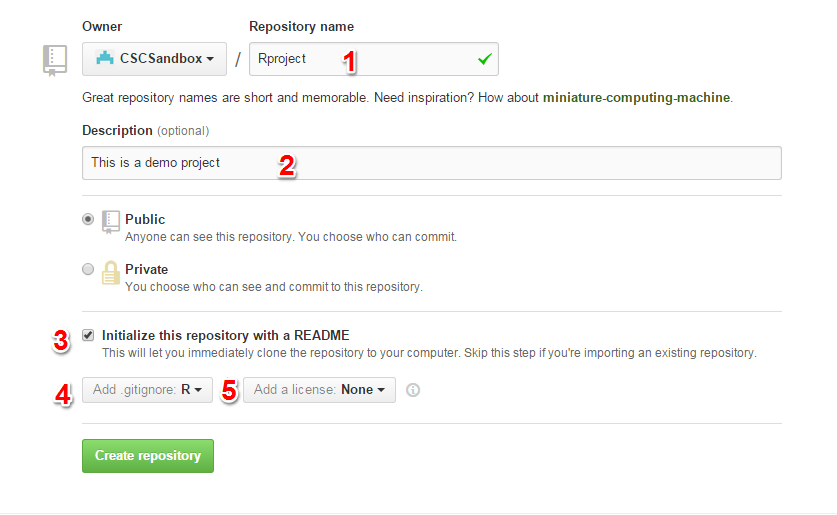 Owner Repository name
CSCSandbox / Rproject 1
Great repository names are short and memorable. Need inspiration? How about miniature-computing-machine.
Description (optional)
This is a demo project 2
Public
Anyone can see this repository. You choose who can commit.
Private
You choose who can see and commit to this repository.
3 Initialize this repository with a README
This will let you immediately clone the repository to your computer. Skip this step if you're importing an existing repository.
4 Add .gitignore: R 5 Add a license: None
Create repository